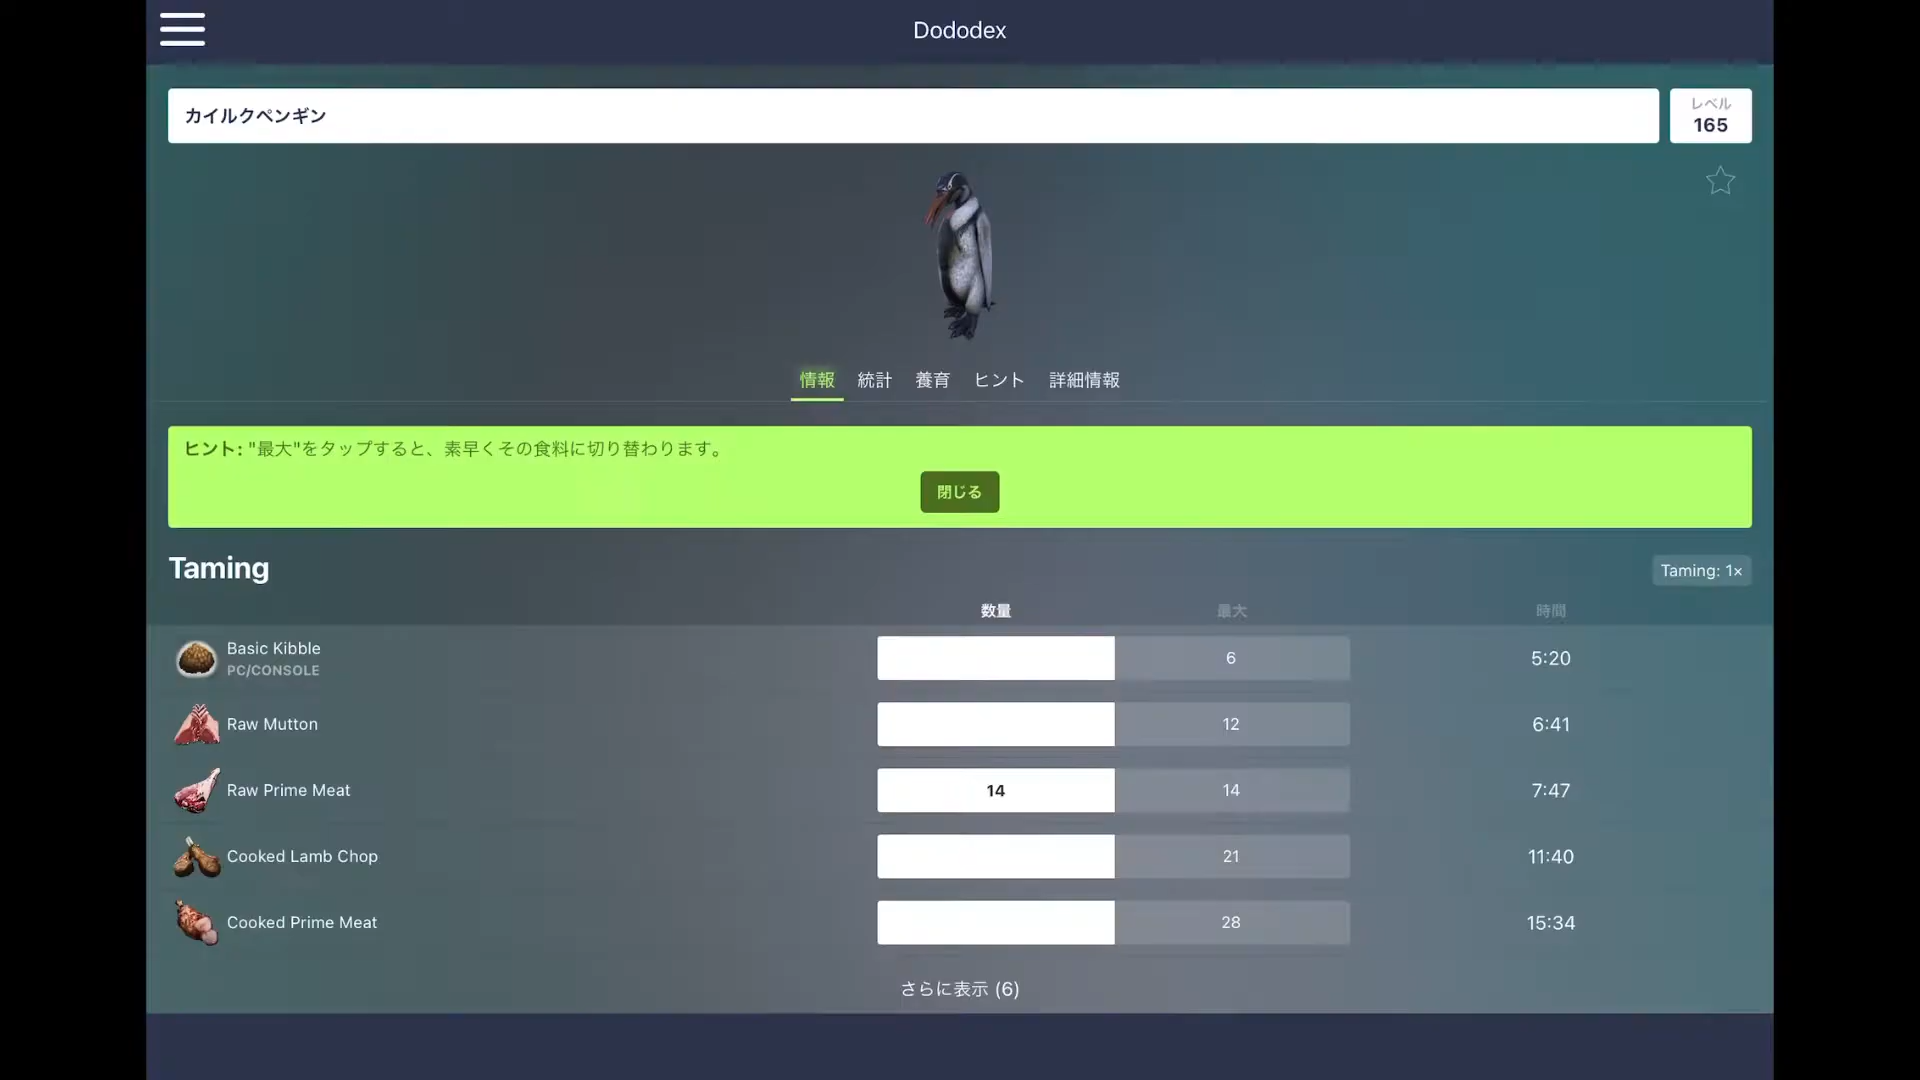 Dododex
カイルクペンギン
レベル
165
情報 統計 養育 ヒント 詳細情報
ヒント: "最大"をタップすると、素早くその食料に切り替わります。
閉じる
Taming
Taming: 1×
数量 最大 時間
Basic Kibble
PC/CONSOLE
6 5:20
Raw Mutton 12 6:41
Raw Prime Meat 14 14 7:47
Cooked Lamb Chop 21 11:40
Cooked Prime Meat 28 15:34
さらに表示 (6)